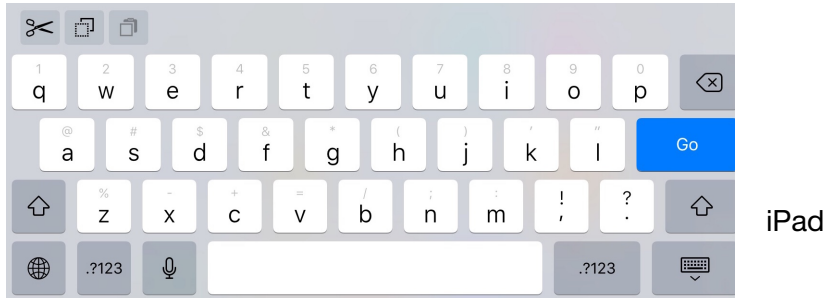 1 2 3 4 5 6 7 8 9 0
q w e r t y u i o p
@ # $ & * ( ) ' "
a s d f g h j k l Go
% - + = / ; : ! ?
z x c v b n m , .
iPad
.?123 .?123